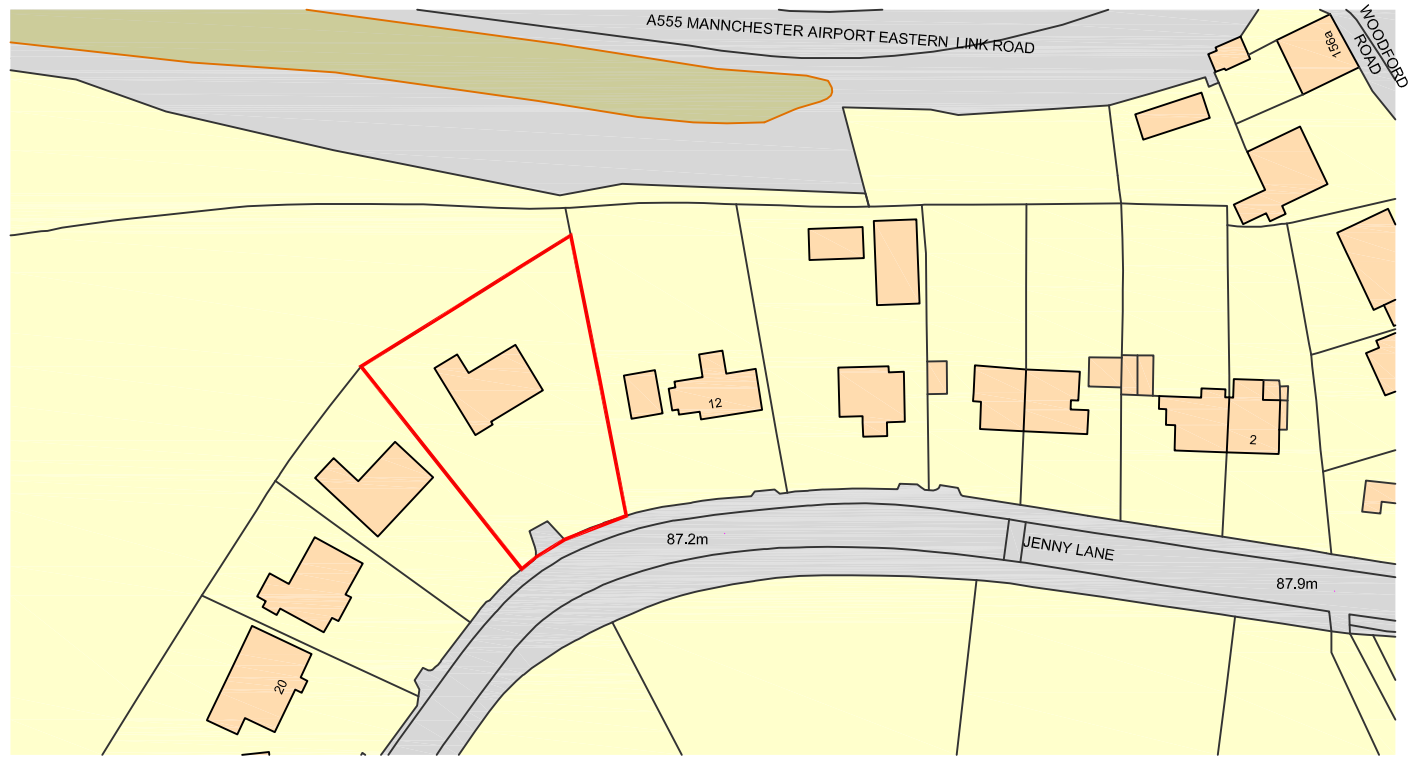 A555 MANNCHESTER AIRPORT EASTERN LINK ROAD
WOODFORD
ROAD
156a
12
2
87.2m
JENNY LANE
87.9m
20